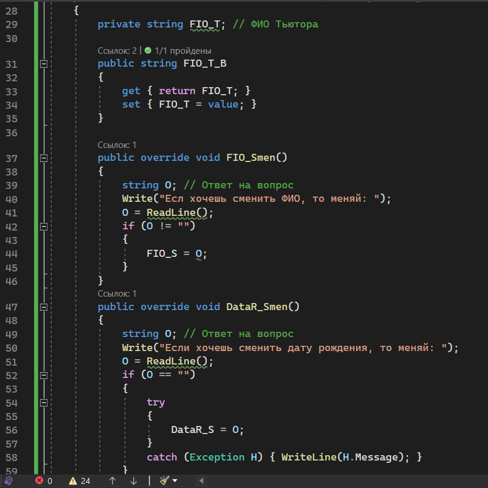 28 {
29 private string FIO_T; // ФИО Тьютора
30
Ссылок: 2 | 1/1 пройдены
31 public string FIO_T_B
32 {
33 get { return FIO_T; }
34 set { FIO_T = value; }
35 }
36
Ссылок: 1
37 public override void FIO_Smen()
38 {
39 string O; // Ответ на вопрос
40 Write("Есл хочешь сменить ФИО, то меняй: ");
41 O = ReadLine();
42 if (O != "")
43 {
44 FIO_S = O;
45 }
46 }
Ссылок: 1
47 public override void DataR_Smen()
48 {
49 string O; // Ответ на вопрос
50 Write("Если хочешь сменить дату рождения, то меняй: ");
51 O = ReadLine();
52 if (O == "")
53 {
54 try
55 {
56 DataR_S = O;
57 }
58 catch (Exception H) { WriteLine(H.Message); }
59 }
0 24